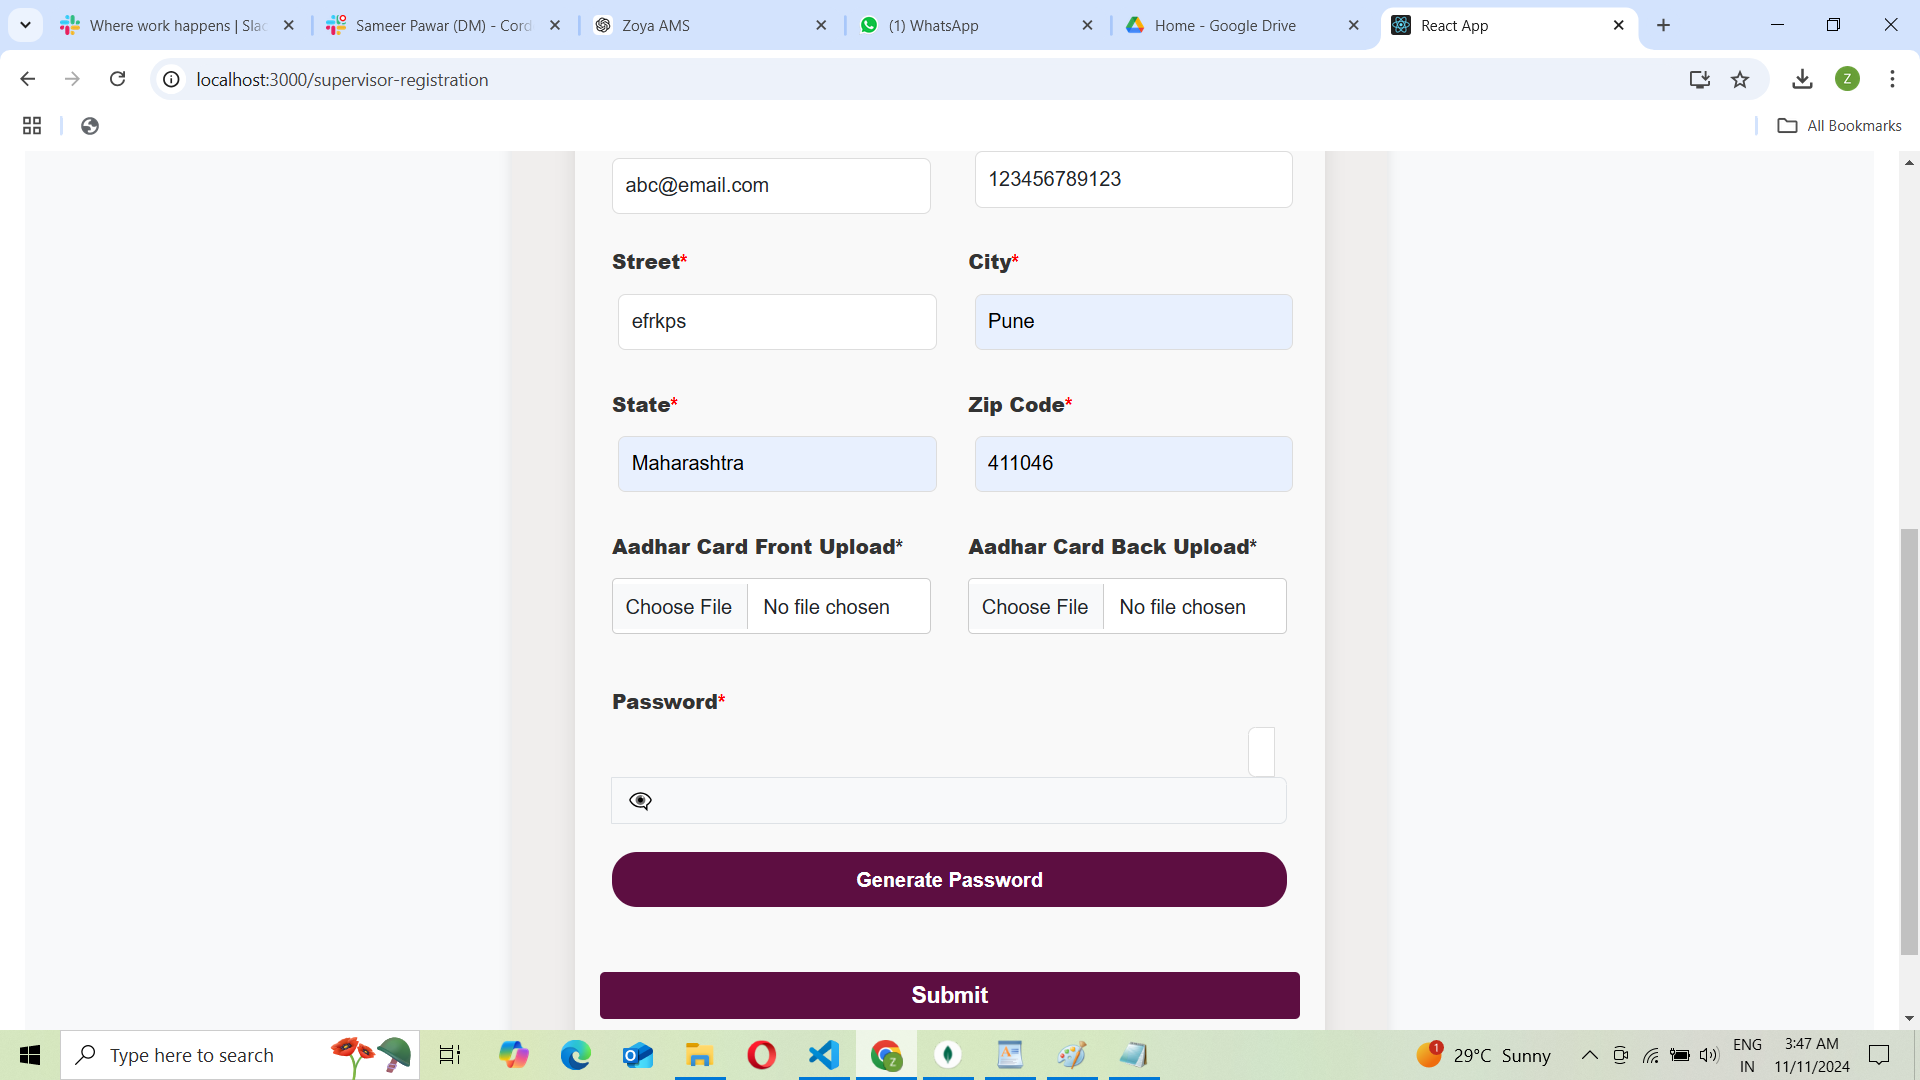 Where work happens | Slac
Sameer Pawar (DM) - Cord
Zoya AMS
(1) WhatsApp
Home - Google Drive
React App
localhost:3000/supervisor-registration
Z
All Bookmarks
abc@email.com
123456789123
Street*
City*
efrkps
Pune
State*
Zip Code*
Maharashtra
411046
Aadhar Card Front Upload*
Aadhar Card Back Upload*
Choose File No file chosen
Choose File No file chosen
Password*
Generate Password
Submit
Type here to search
Z
1
29°C Sunny
ENG
IN
3:47 AM
11/11/2024